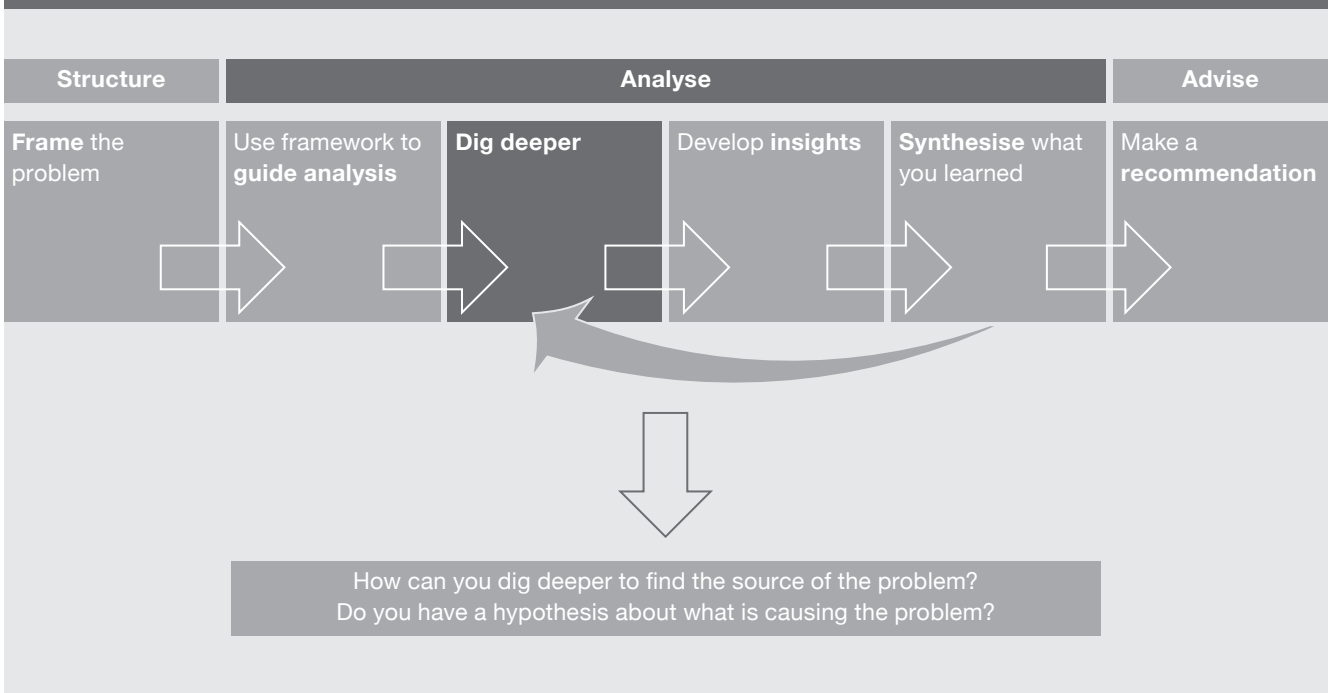 Structure
Analyse
Advise
Frame the
problem
Use framework to
guide analysis
Dig deeper
Develop insights
Synthesise what
you learned
Make a
recommendation
How can you dig deeper to find the source of the problem?
Do you have a hypothesis about what is causing the problem?